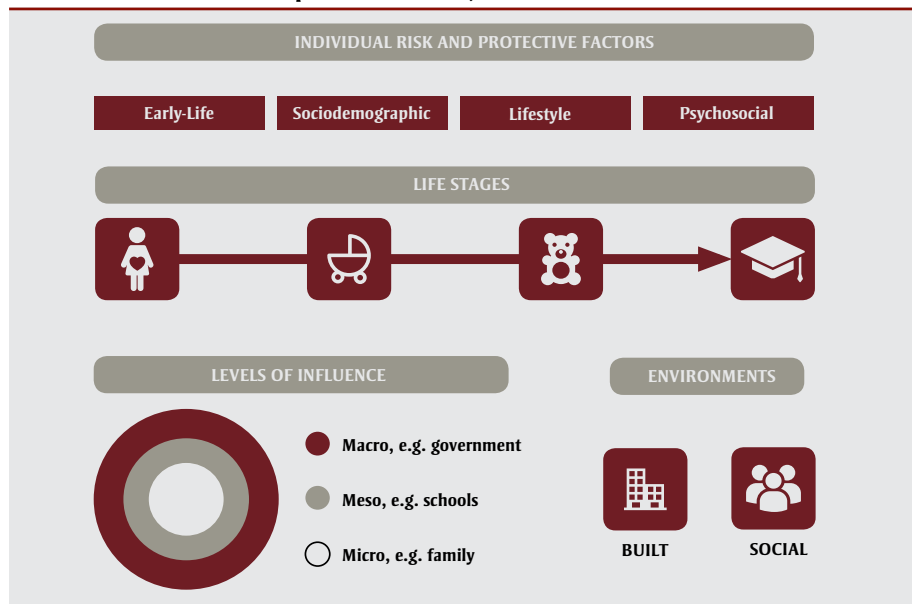 INDIVIDUAL RISK AND PROTECTIVE FACTORS
Early-Life
Sociodemographic
Lifestyle
Psychosocial
LIFE STAGES
LEVELS OF INFLUENCE
Macro, e.g. government
Meso, e.g. schools
Micro, e.g. family
ENVIRONMENTS
BUILT
SOCIAL